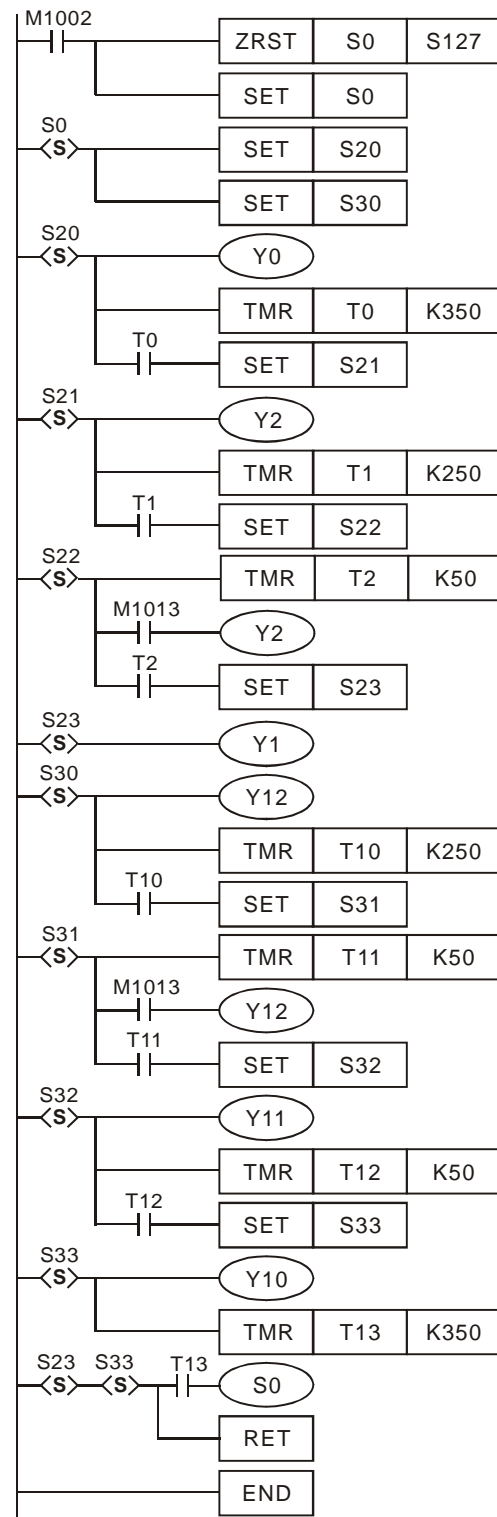 M1002
ZRST S0 S127
SET S0
S0
S
SET S20
SET S30
S20
S
Y0
TMR T0 K350
T0
SET S21
S21
S
Y2
TMR T1 K250
T1
SET S22
S22
S
TMR T2 K50
M1013
Y2
T2
SET S23
S23
S
Y1
S30
S
Y12
TMR T10 K250
T10
SET S31
S31
S
TMR T11 K50
M1013
Y12
T11
SET S32
S32
S
Y11
TMR T12 K50
T12
SET S33
S33
S
Y10
TMR T13 K350
S23 S33 T13
S S S0
RET
END